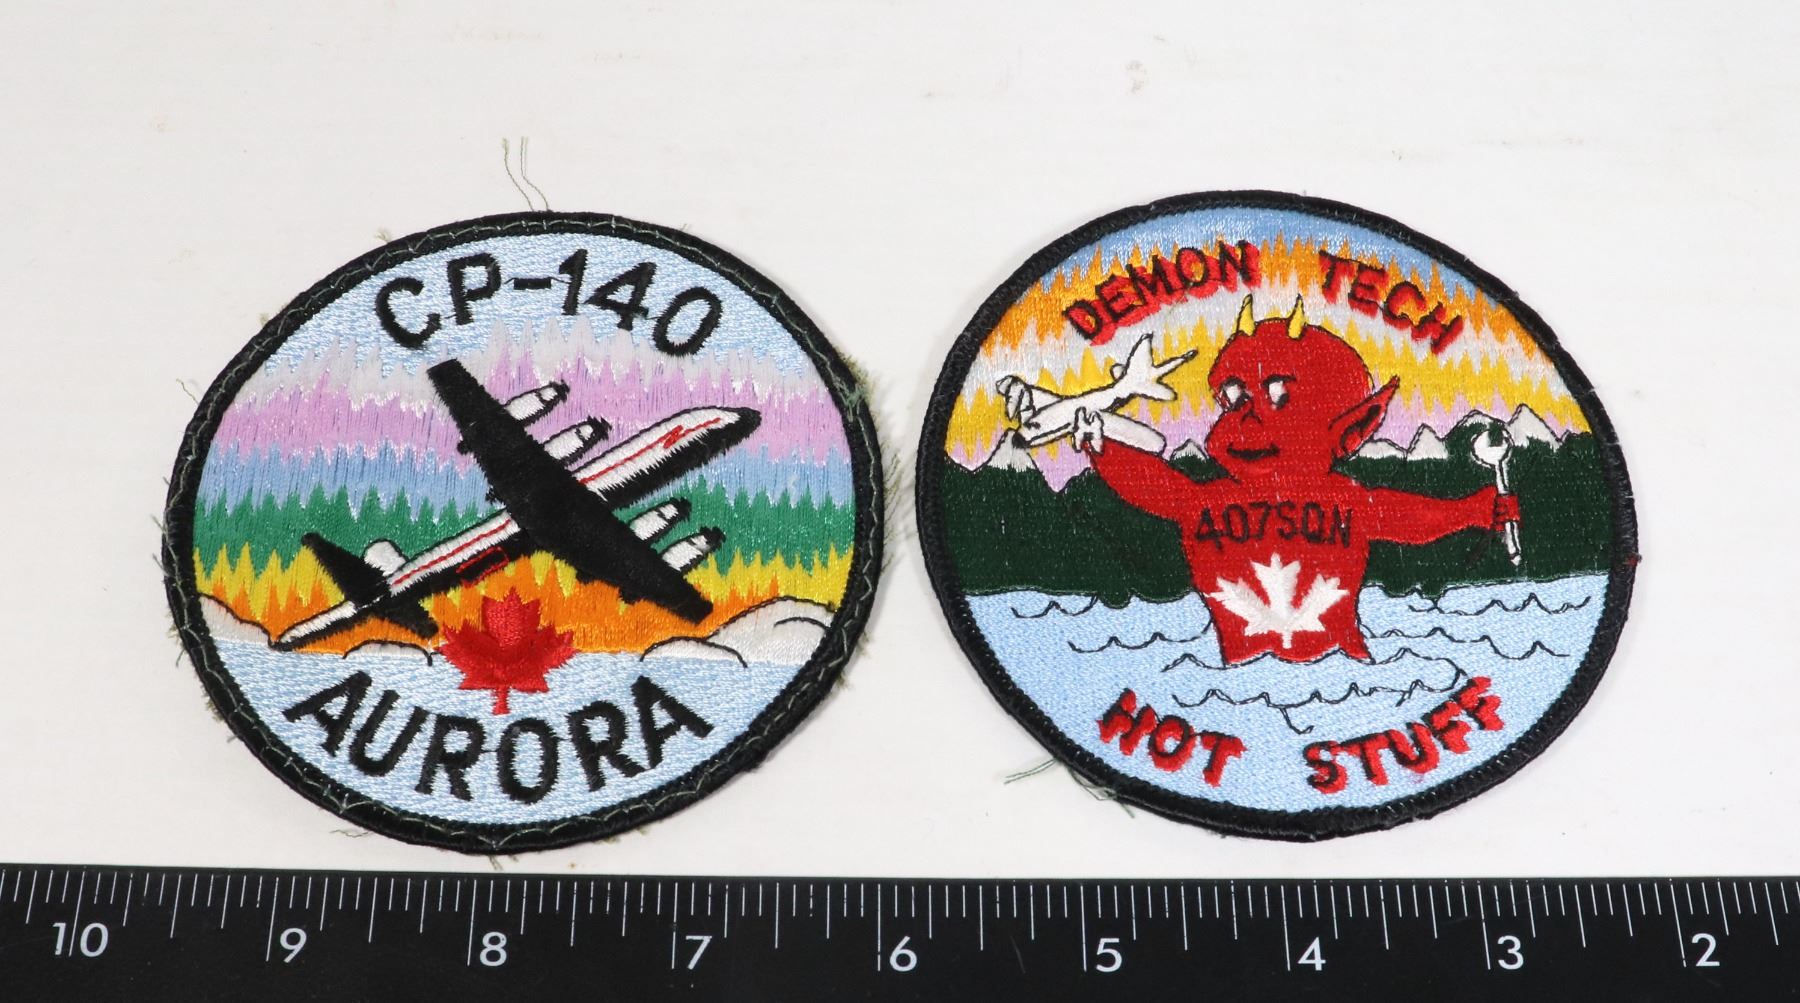 CP-140
AURORA
DEMON TECH
407SQN
HOT STUFF
10 9 8 7 6 5 4 3 2